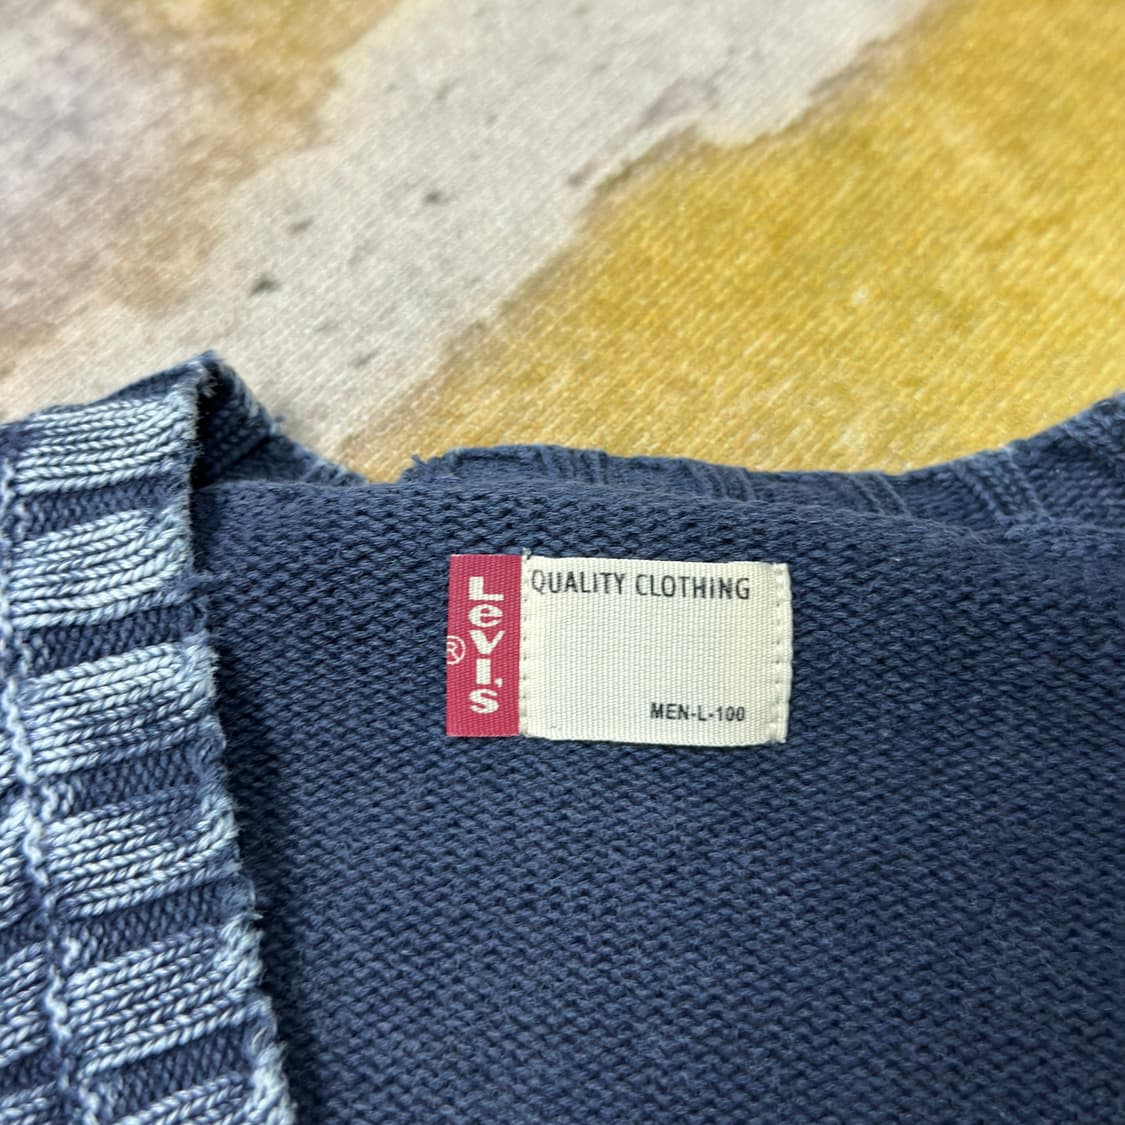 Levi's
®
QUALITY CLOTHING
MEN-L-100